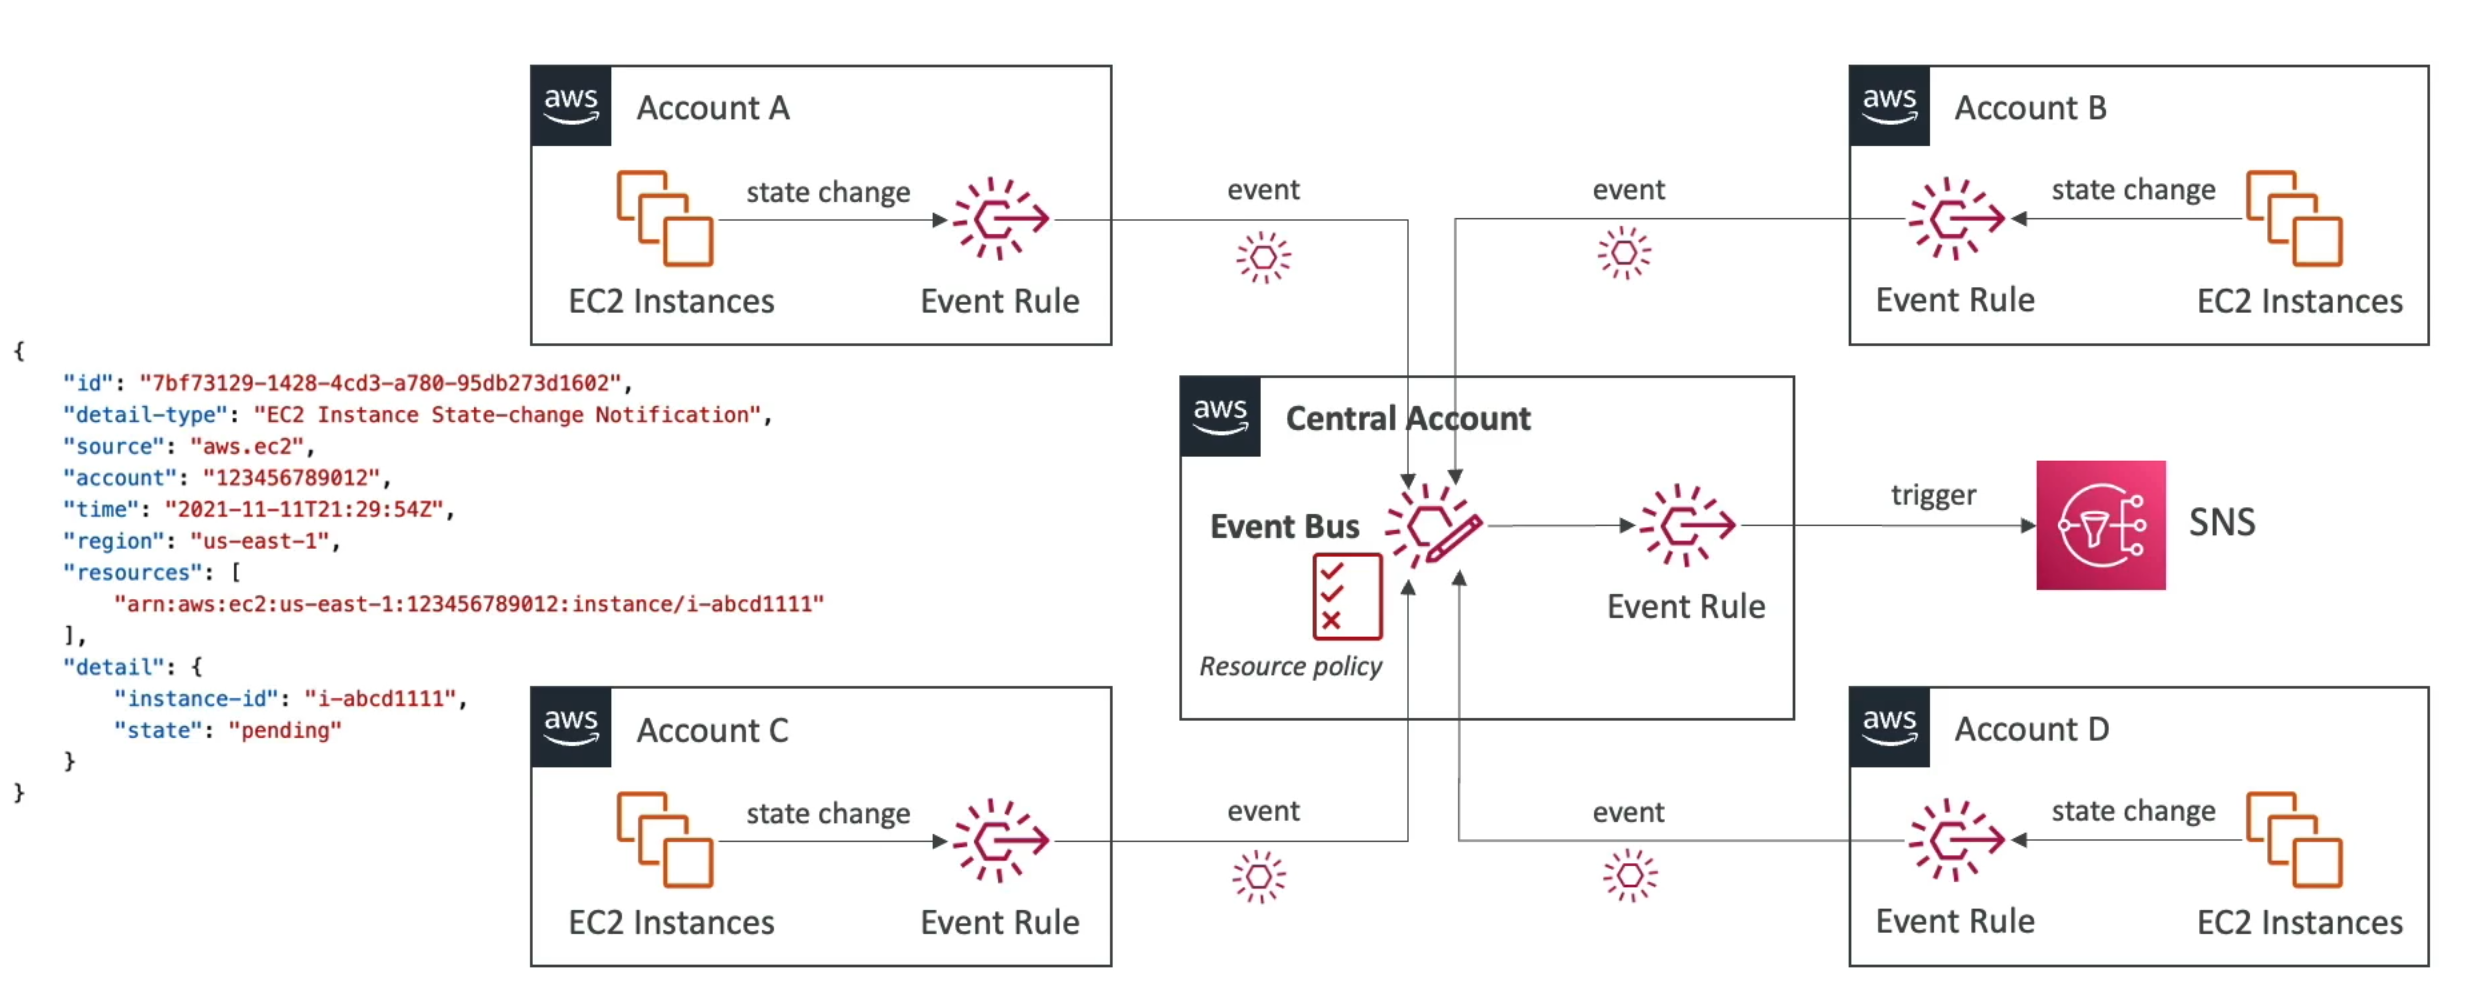 aws
Account A
state change
EC2 Instances
Event Rule
event
event
aws
Account B
state change
Event Rule
EC2 Instances
{
"id": "7bf73129-1428-4cd3-a780-95db273d1602",
"detail-type": "EC2 Instance State-change Notification",
"source": "aws.ec2",
"account": "123456789012",
"time": "2021-11-11T21:29:54Z",
"region": "us-east-1",
"resources": [
"arn:aws:ec2:us-east-1:123456789012:instance/i-abcd1111"
],
"detail": {
"instance-id": "i-abcd1111",
"state": "pending"
}
}
aws
Central Account
Event Bus
Resource policy
Event Rule
trigger
SNS
aws
Account C
state change
EC2 Instances
Event Rule
event
event
aws
Account D
state change
Event Rule
EC2 Instances